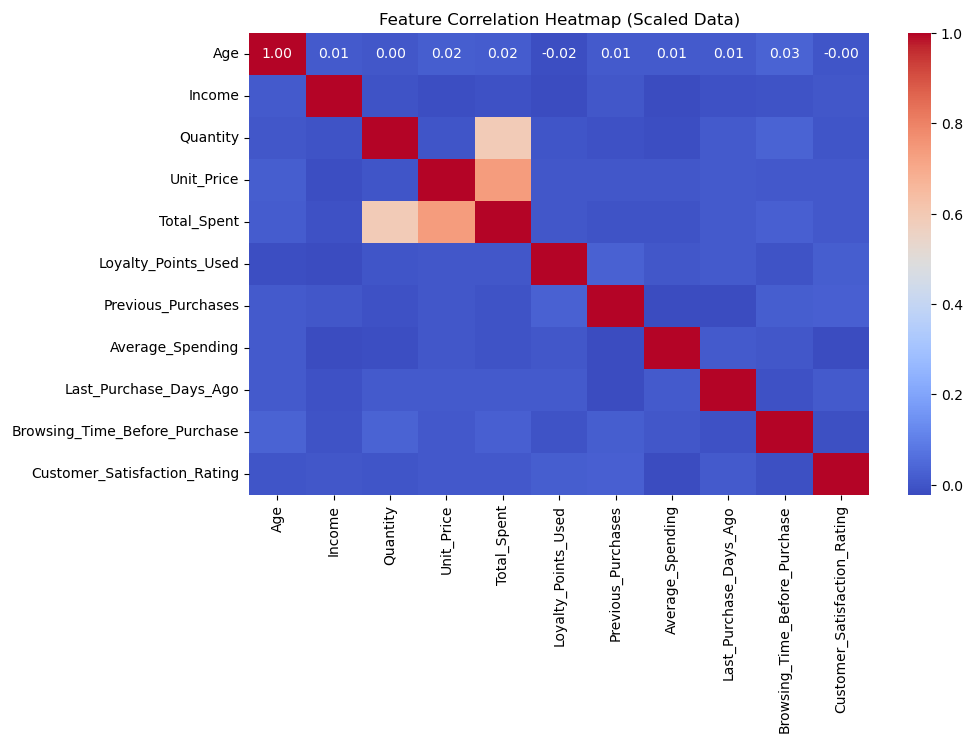 Feature Correlation Heatmap (Scaled Data)
Age 1.00 0.01 0.00 0.02 0.02 -0.02 0.01 0.01 0.01 0.03 -0.00
Income
Quantity
Unit_Price
Total_Spent
Loyalty_Points_Used
Previous_Purchases
Average_Spending
Last_Purchase_Days_Ago
Browsing_Time_Before_Purchase
Customer_Satisfaction_Rating
Age
Income
Quantity
Unit_Price
Total_Spent
Loyalty_Points_Used
Previous_Purchases
Average_Spending
Last_Purchase_Days_Ago
Browsing_Time_Before_Purchase
Customer_Satisfaction_Rating
1.0
0.8
0.6
0.4
0.2
0.0